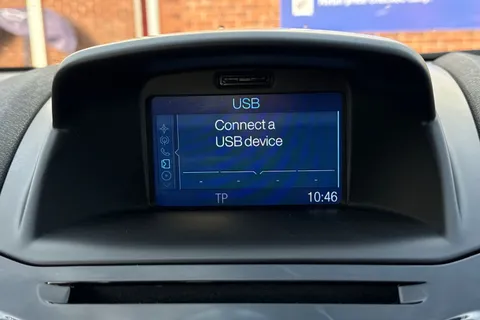 USB
Connect a
USB device
TP
10:46